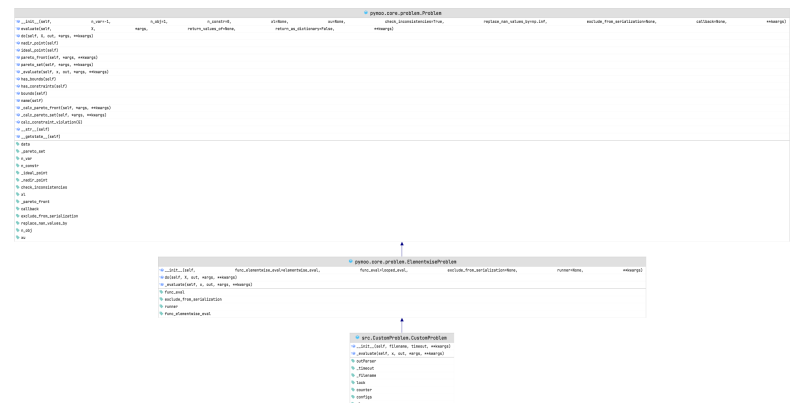 pymoo.core.problem.Problem
__init__(self, n_var=-1, n_obj=1, n_constr=0, xl=None, xu=None, check_inconsistencies=True, replace_nan_values_by=np.inf, exclude_from_serialization=None, callback=None, **kwargs)
evaluate(self, X, *args, return_values_of=None, return_as_dictionary=False, **kwargs)
do(self, X, out, *args, **kwargs)
nadir_point(self)
ideal_point(self)
pareto_front(self, *args, **kwargs)
pareto_set(self, *args, **kwargs)
_evaluate(self, x, out, *args, **kwargs)
has_bounds(self)
has_constraints(self)
bounds(self)
name(self)
_calc_pareto_front(self, *args, **kwargs)
_calc_pareto_set(self, *args, **kwargs)
calc_constraint_violation(G)
__str__(self)
__getstate__(self)
data
_pareto_set
n_var
n_constr
_ideal_point
_nadir_point
check_inconsistencies
xl
_pareto_front
callback
exclude_from_serialization
replace_nan_values_by
n_obj
xu
pymoo.core.problem.ElementwiseProblem
__init__(self, func_elementwise_eval=elementwise_eval, func_eval=looped_eval, exclude_from_serialization=None, runner=None, **kwargs)
do(self, X, out, *args, **kwargs)
_evaluate(self, x, out, *args, **kwargs)
func_eval
exclude_from_serialization
runner
func_elementwise_eval
src.CustomProblem.CustomProblem
__init__(self, filename, timeout, **kwargs)
_evaluate(self, x, out, *args, **kwargs)
outParser
_timeout
_filename
lock
counter
configs